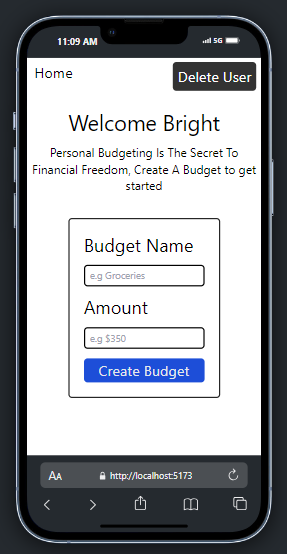 11:09 AM 5G
Home Delete User
Welcome Bright
Personal Budgeting Is The Secret To
Financial Freedom, Create A Budget to get
started
Budget Name
e.g Groceries
Amount
e.g $350
Create Budget
AA http://localhost:5173